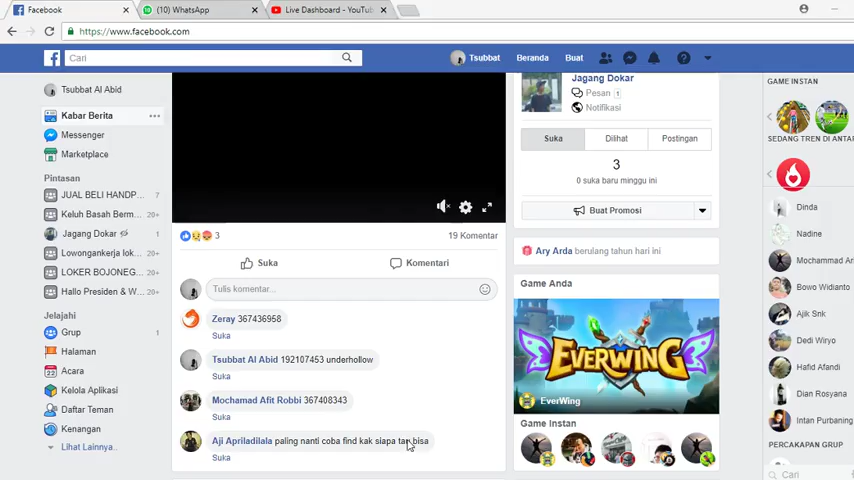 Facebook
(10) WhatsApp
Live Dashboard - YouTub
https://www.facebook.com
Cari
Tsubbat
Beranda
Buat
Tsubbat Al Abid
Kabar Berita
Messenger
Marketplace
Pintasan
JUAL BELI HANDP... 7
Keluh Basah Berm... 20+
Jagang Dokar
Lowongankerja lok... 20+
LOKER BOJONEG... 20+
Hallo Presiden & W... 20+
Jelajahi
Grup 1
Halaman
Acara
Kelola Aplikasi
Daftar Teman
Kenangan
Lihat Lainnya..
3
19 Komentar
Suka
Komentari
Tulis komentar...
Zeray 367436958
Suka
Tsubbat Al Abid 192107453 underhollow
Suka
Mochamad Afit Robbi 367408343
Suka
Aji Apriladilala paling nanti coba find kak siapa tau bisa
Suka
Jagang Dokar
Pesan 1
Notifikasi
Suka
Dilihat
Postingan
3
0 suka baru minggu ini
Buat Promosi
Ary Arda berulang tahun hari ini
Game Anda
EVERWING
EverWing
Game Instan
GAME INSTAN
SEDANG TREN DI ANTAR
Dinda
Nadine
Mochammad Ar
Bowo Widianto
Ajik Snk
Dedi Wiryo
Hafid Afandi
Dian Rosyana
Intan Purbaning
PERCAKAPAN GRUP
Cari